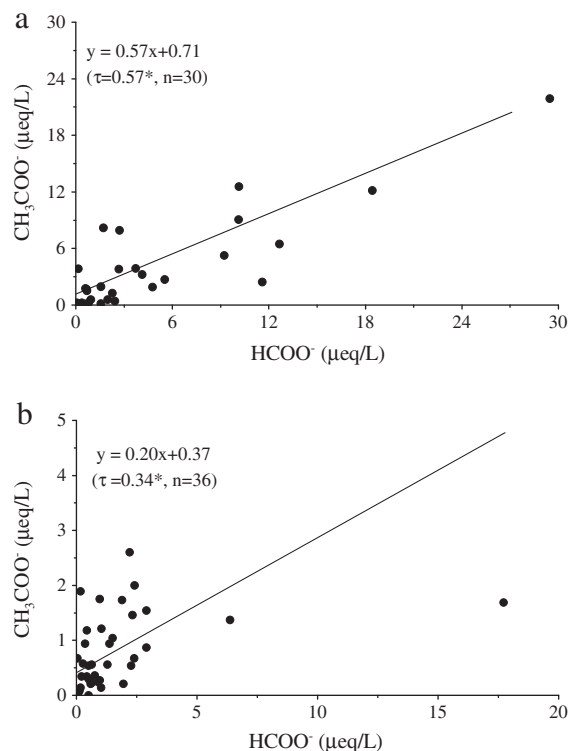 a
y = 0.57x+0.71
(τ=0.57*, n=30)
CH₃COO⁻ (μeq/L)
30
24
18
12
6
0
0 6 12 18 24 30
HCOO⁻ (μeq/L)
b
y = 0.20x+0.37
(τ =0.34*, n=36)
CH₃COO⁻ (μeq/L)
5
4
3
2
1
0
0 5 10 15 20
HCOO⁻ (μeq/L)